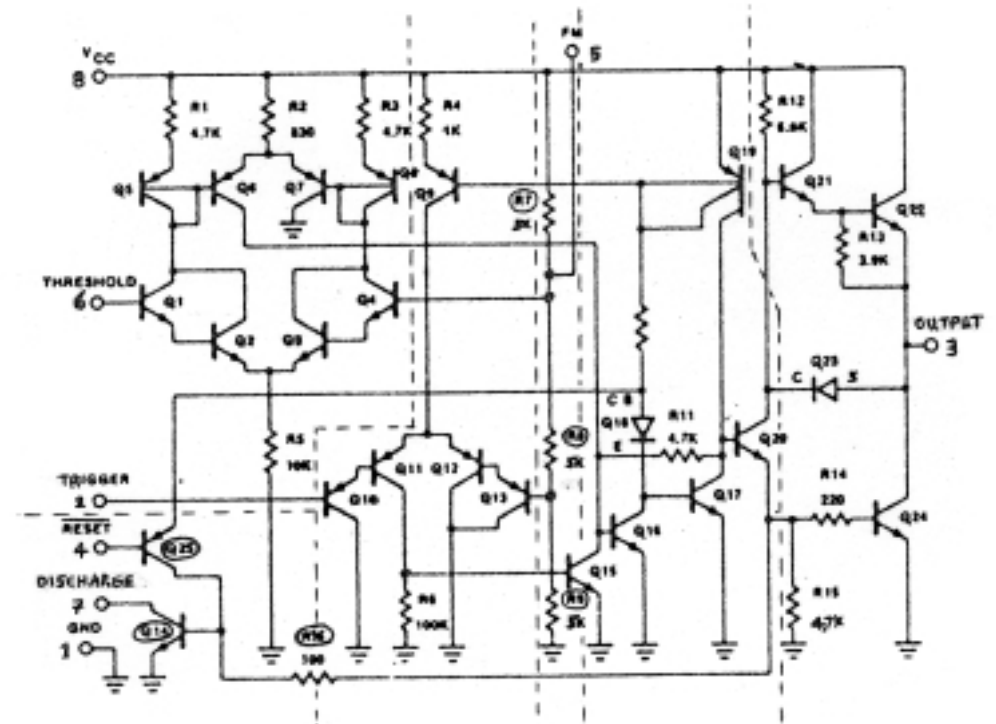 VCC
8
FM
5
R1
4.7K
R2
830
R3
4.7K
R4
1K
R12
6.8K
Q5
Q6
Q7
Q8
Q9
R7
5K
Q19
Q21
Q22
R13
3.9K
THRESHOLD
6
Q1
Q2
Q3
Q4
OUTPUT
3
Q23
C
C B
Q18
E
R11
4.7K
Q20
R5
10K
R8
5K
R14
220
TRIGGER
1
Q10
Q11
Q12
Q13
Q17
Q24
RESET
4
Q25
Q16
Q15
DISCHARGE
7
Q14
R6
100K
R9
5K
R15
4.7K
GND
1
R16
100